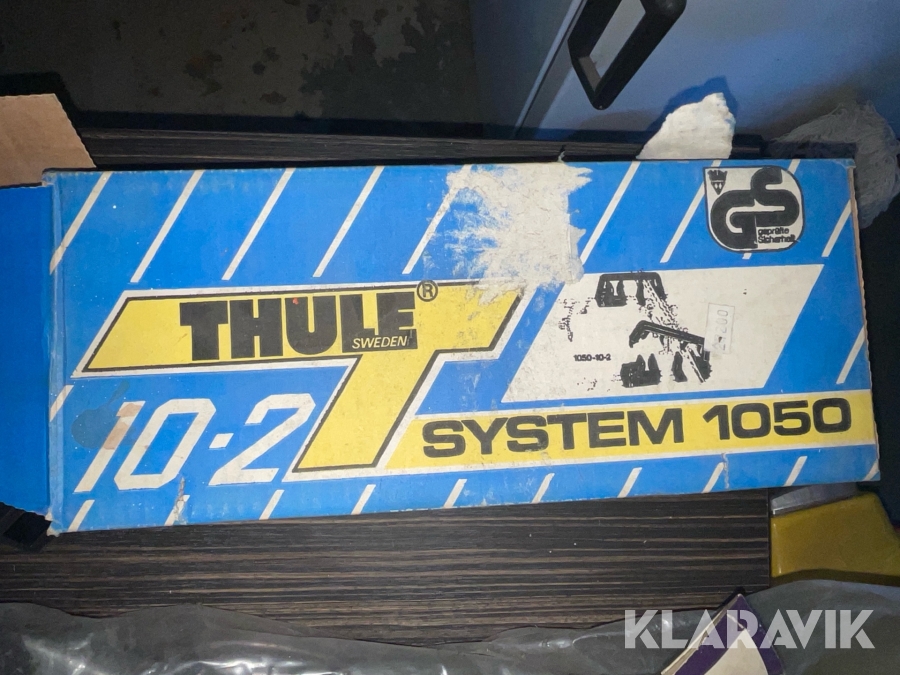 GS
geprüfte
Sicherheit
THULE®
SWEDEN
1050-10-2
10-2
SYSTEM 1050
KLARAVIK